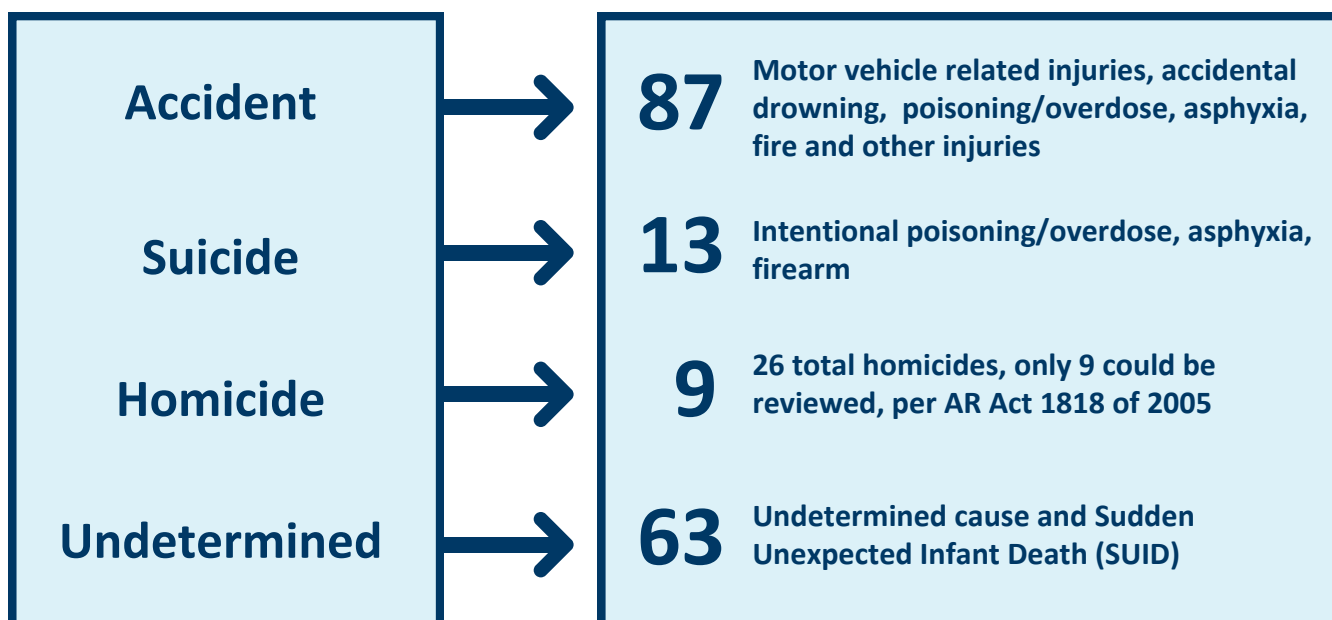 Accident
87
Motor vehicle related injuries, accidental
drowning, poisoning/overdose, asphyxia,
fire and other injuries
Suicide
13
Intentional poisoning/overdose, asphyxia,
firearm
Homicide
9
26 total homicides, only 9 could be
reviewed, per AR Act 1818 of 2005
Undetermined
63
Undetermined cause and Sudden
Unexpected Infant Death (SUID)